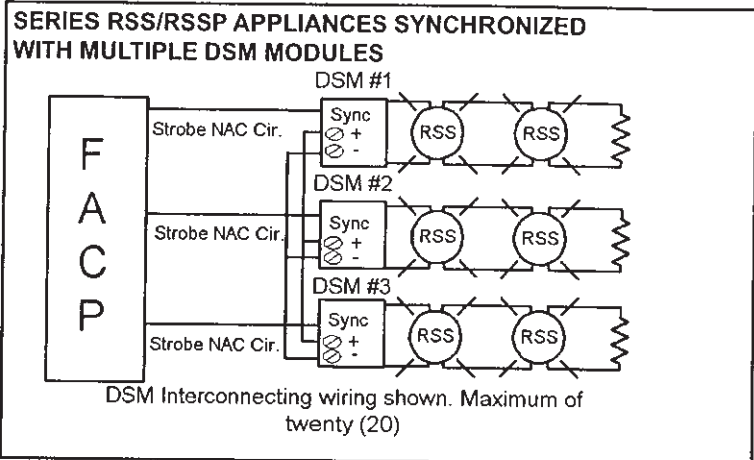 SERIES RSS/RSSP APPLIANCES SYNCHRONIZED
WITH MULTIPLE DSM MODULES
FACP
DSM #1
Strobe NAC Cir.
Sync
+
-
RSS
RSS
DSM #2
Strobe NAC Cir.
Sync
+
-
RSS
RSS
DSM #3
Strobe NAC Cir.
Sync
+
-
RSS
RSS
DSM Interconnecting wiring shown. Maximum of
twenty (20)